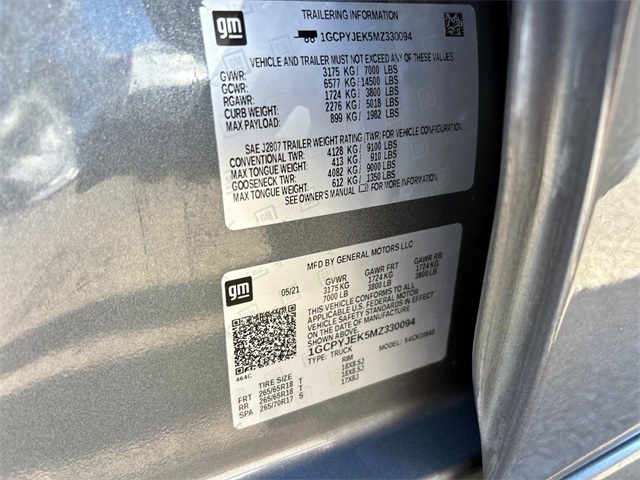 gm
TRAILERING INFORMATION
1GCPYJEK5MZ330094
VEHICLE AND TRAILER MUST NOT EXCEED ANY OF THESE VALUES.
GVWR: 3175 KG / 7000 LBS
GCWR: 6577 KG / 14500 LBS
RGAWR: 1724 KG / 3800 LBS
CURB WEIGHT: 2276 KG / 5018 LBS
MAX PAYLOAD: 899 KG / 1982 LBS
SAE J2807 TRAILER WEIGHT RATING (TWR) FOR VEHICLE CONFIGURATION
CONVENTIONAL TWR: 4128 KG / 9100 LBS
MAX TONGUE WEIGHT: 413 KG / 910 LBS
GOOSENECK TWR: 4082 KG / 9000 LBS
MAX TONGUE WEIGHT: 612 KG / 1350 LBS
SEE OWNER'S MANUAL FOR MORE INFORMATION
gm
MFD BY GENERAL MOTORS LLC
05/21 GVWR GAWR FRT GAWR RR
3175 KG 1724 KG 1724 KG
7000 LB 3800 LB 3800 LB
THIS VEHICLE CONFORMS TO ALL
APPLICABLE U.S. FEDERAL MOTOR
VEHICLE SAFETY STANDARDS IN EFFECT
ON THE DATE OF MANUFACTURE
SHOWN ABOVE.
1GCPYJEK5MZ330094
TYPE: TRUCK MODEL:
464C
TIRE SIZE RIM
FRT 265/65R18 T 18X8.5J
RR 265/65R18 T 18X8.5J
SPA 265/70R17 S 17X8J